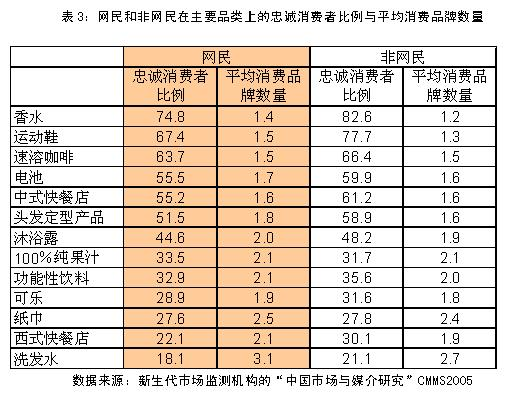 表3：网民和非网民在主要品类上的忠诚消费者比例与平均消费品牌数量
网民 非网民
忠诚消费者比例 平均消费品牌数量 忠诚消费者比例 平均消费品牌数量
香水 74.8 1.4 82.6 1.2
运动鞋 67.4 1.5 77.7 1.3
速溶咖啡 63.7 1.5 66.4 1.5
电池 55.5 1.7 59.9 1.6
中式快餐店 55.2 1.6 61.2 1.6
头发定型产品 51.5 1.8 58.9 1.6
沐浴露 44.6 2.0 48.2 1.9
100%纯果汁 33.5 2.1 31.7 2.1
功能性饮料 32.9 2.1 35.6 2.0
可乐 28.9 1.9 31.6 1.8
纸巾 27.6 2.5 27.8 2.4
西式快餐店 22.1 2.1 30.1 1.9
洗发水 18.1 3.1 21.1 2.7
数据来源：新生代市场监测机构的“中国市场与媒介研究”CMMS2005